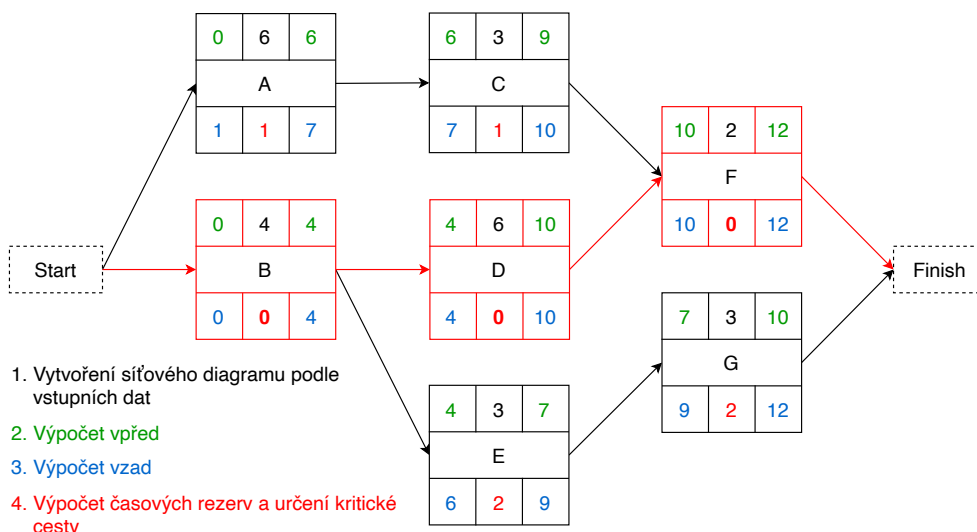 0 6 6
A
1 1 7
6 3 9
C
7 1 10
10 2 12
F
10 0 12
0 4 4
B
0 0 4
4 6 10
D
4 0 10
Start
Finish
7 3 10
G
9 2 12
4 3 7
E
6 2 9
1. Vytvoření síťového diagramu podle
vstupních dat
2. Výpočet vpřed
3. Výpočet vzad
4. Výpočet časových rezerv a určení kritické
cesty